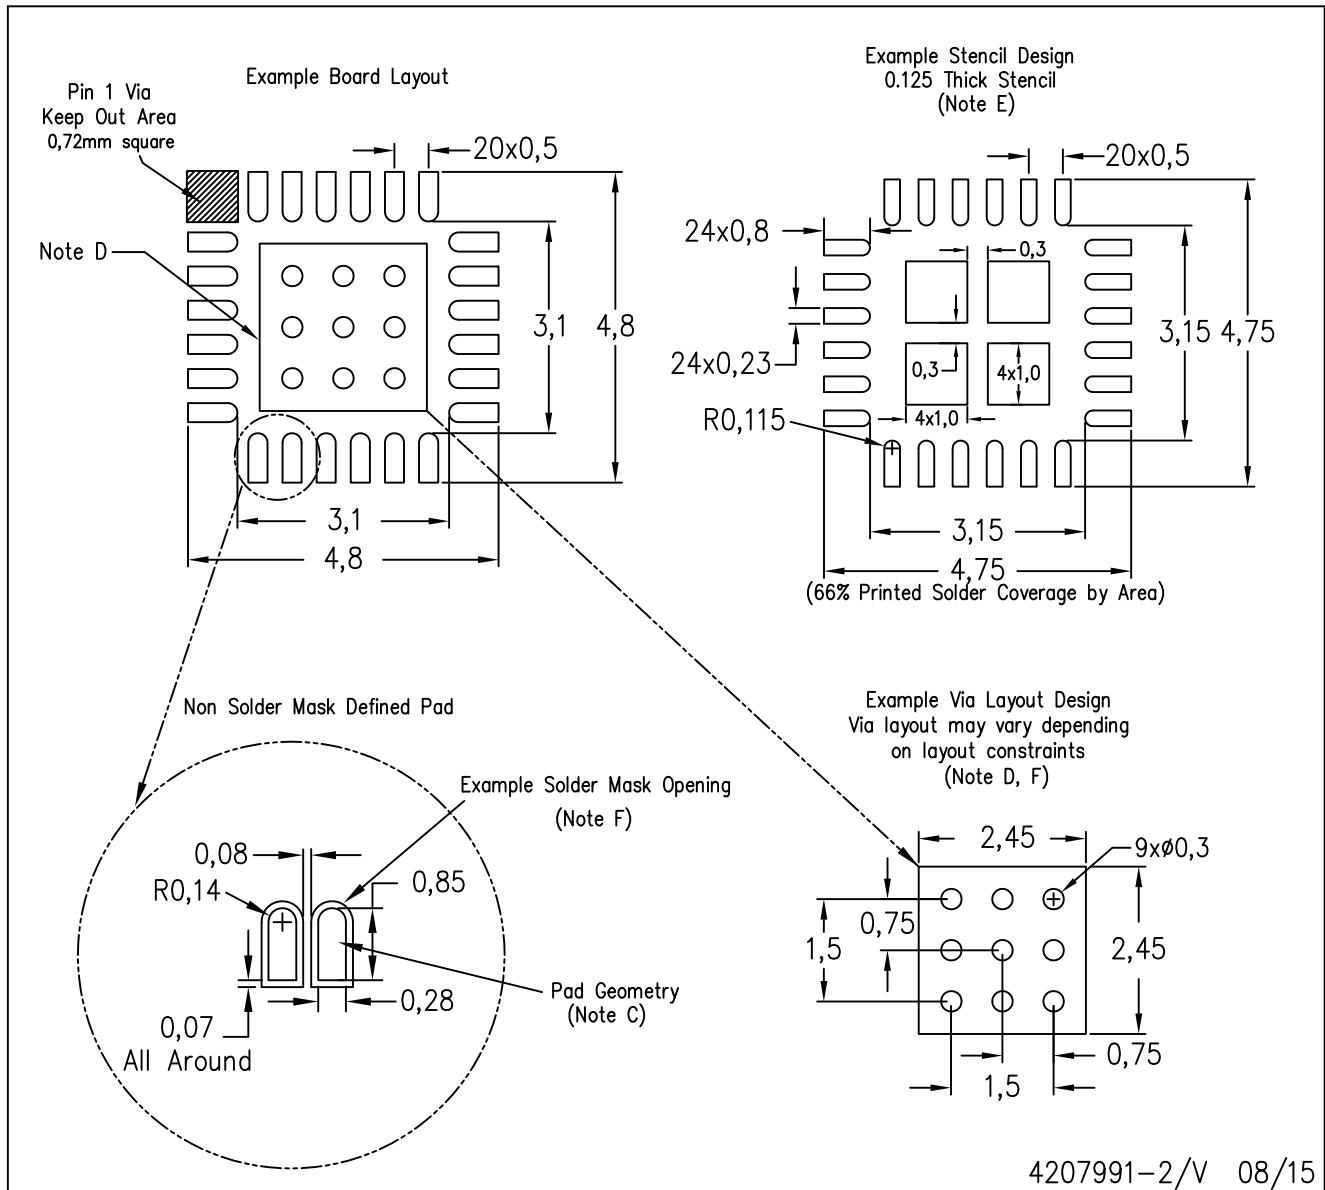 Example Board Layout
Pin 1 Via
Keep Out Area
0,72mm square
20x0,5
Note D
3,1
4,8
3,1
4,8
Example Stencil Design
0.125 Thick Stencil
(Note E)
20x0,5
24x0,8
0,3
3,15
4,75
24x0,23
0,3
4x1,0
4x1,0
R0,115
3,15
4,75
(66% Printed Solder Coverage by Area)
Non Solder Mask Defined Pad
Example Solder Mask Opening
(Note F)
0,08
R0,14
0,85
0,28
Pad Geometry
(Note C)
0,07
All Around
Example Via Layout Design
Via layout may vary depending
on layout constraints
(Note D, F)
2,45
9xø0,3
0,75
1,5
2,45
0,75
1,5
4207991-2/V 08/15